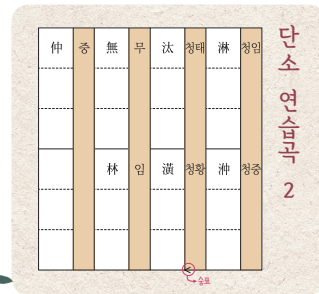 단소 연습곡 2
淋 청임
汰 청태
無 무
仲 중
㳞 청중
潢 청황
林 임
숨표